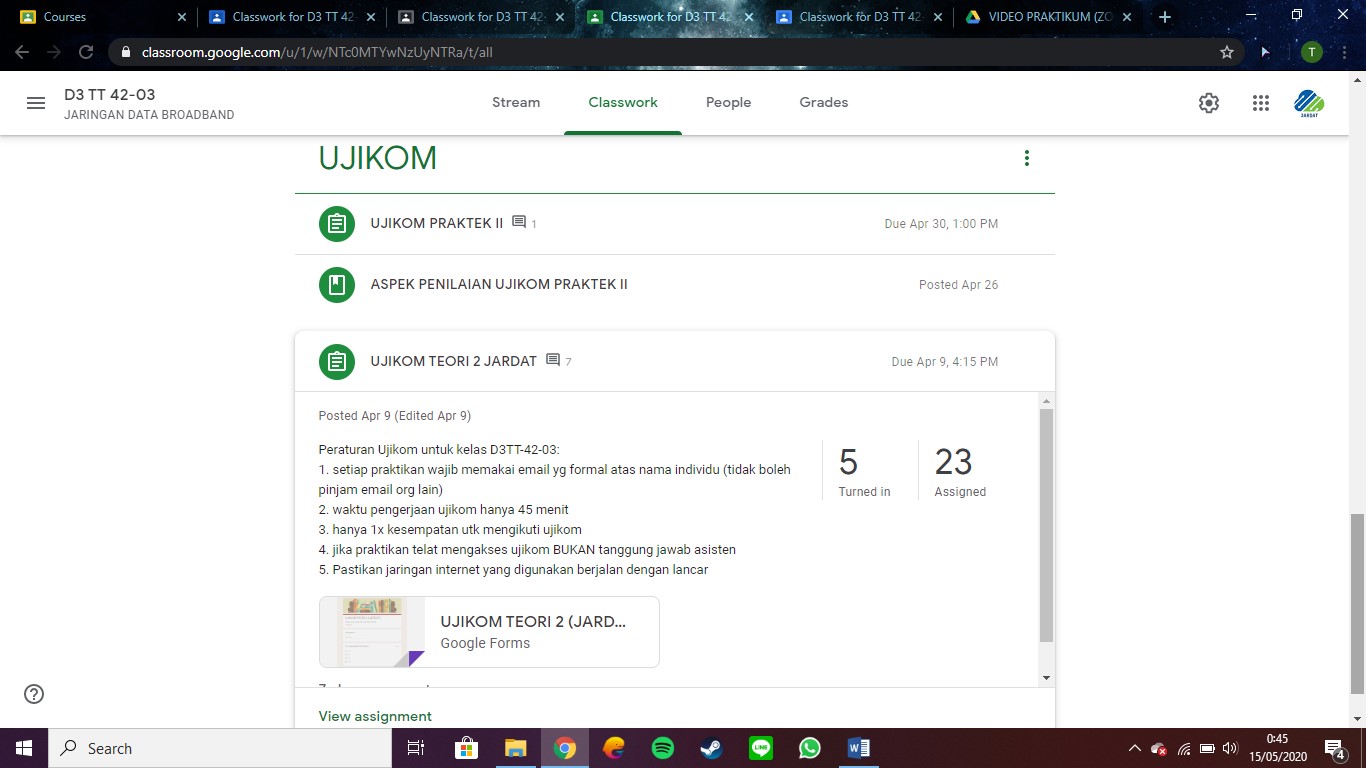 Courses
Classwork for D3 TT 42-
Classwork for D3 TT 42-
Classwork for D3 TT 42-
Classwork for D3 TT 42
VIDEO PRAKTIKUM (ZO
classroom.google.com/u/1/w/NTc0MTYwNzUyNTRa/t/all
T
D3 TT 42-03
JARINGAN DATA BROADBAND
Stream
Classwork
People
Grades
JARDAT
UJIKOM
UJIKOM PRAKTEK II 1
Due Apr 30, 1:00 PM
ASPEK PENILAIAN UJIKOM PRAKTEK II
Posted Apr 26
UJIKOM TEORI 2 JARDAT 7
Due Apr 9, 4:15 PM
Posted Apr 9 (Edited Apr 9)
Peraturan Ujikom untuk kelas D3TT-42-03:
1. setiap praktikan wajib memakai email yg formal atas nama individu (tidak boleh
pinjam email org lain)
2. waktu pengerjaan ujikom hanya 45 menit
3. hanya 1x kesempatan utk mengikuti ujikom
4. jika praktikan telat mengakses ujikom BUKAN tanggung jawab asisten
5. Pastikan jaringan internet yang digunakan berjalan dengan lancar
5
Turned in
23
Assigned
UJIKOM TEORI 2 (JARD...
Google Forms
View assignment
Search
0:45
15/05/2020
4